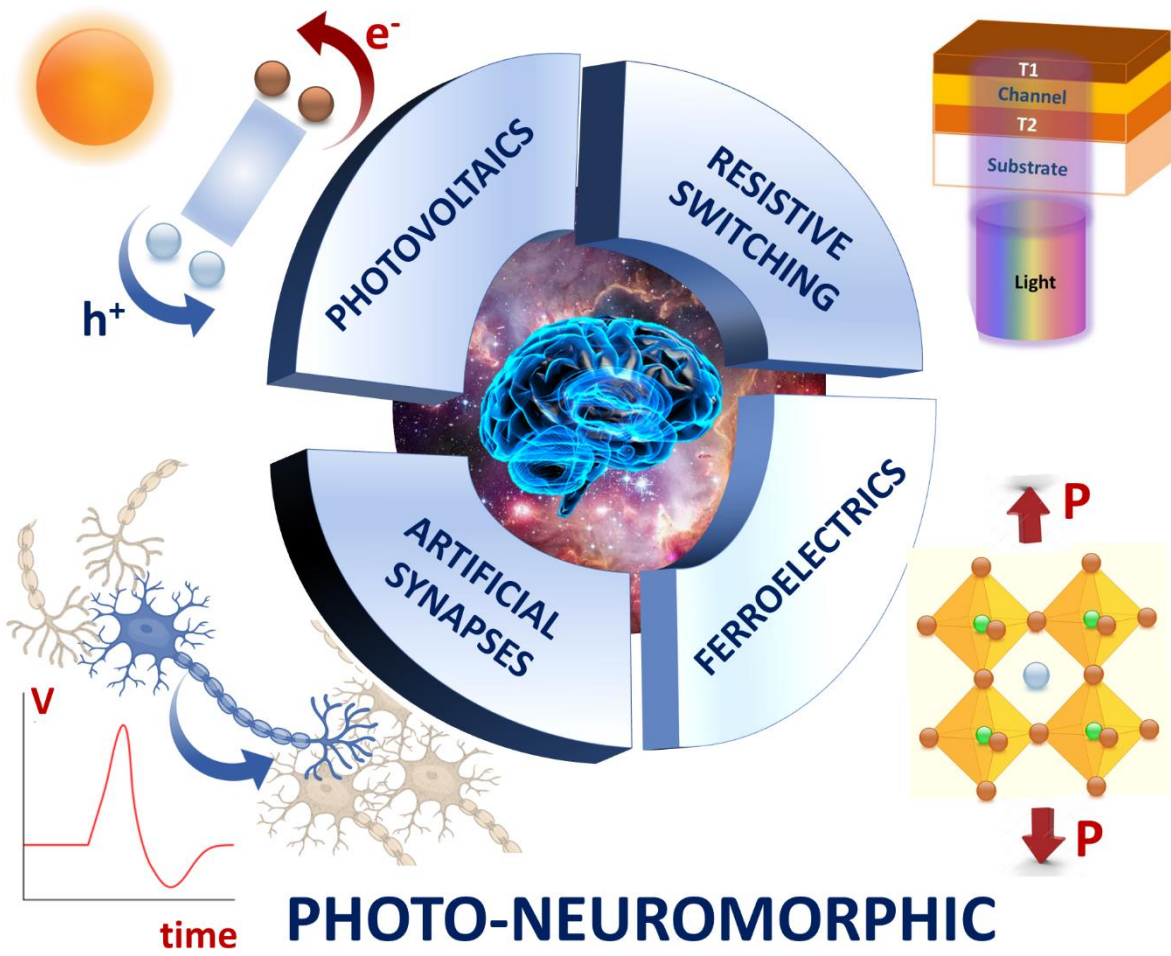 e-
h+
PHOTOVOLTAICS
RESISTIVE
SWITCHING
T1
Channel
T2
Substrate
Light
ARTIFICIAL
SYNAPSES
FERROELECTRICS
P
P
V
time
PHOTO-NEUROMORPHIC